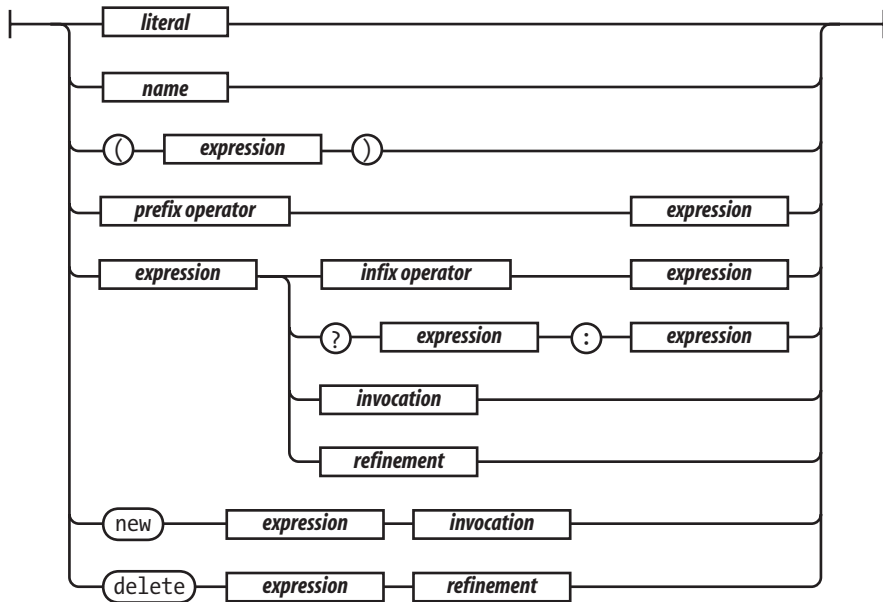 literal
name
( expression )
prefix operator expression
expression infix operator expression
? expression : expression
invocation
refinement
new expression invocation
delete expression refinement